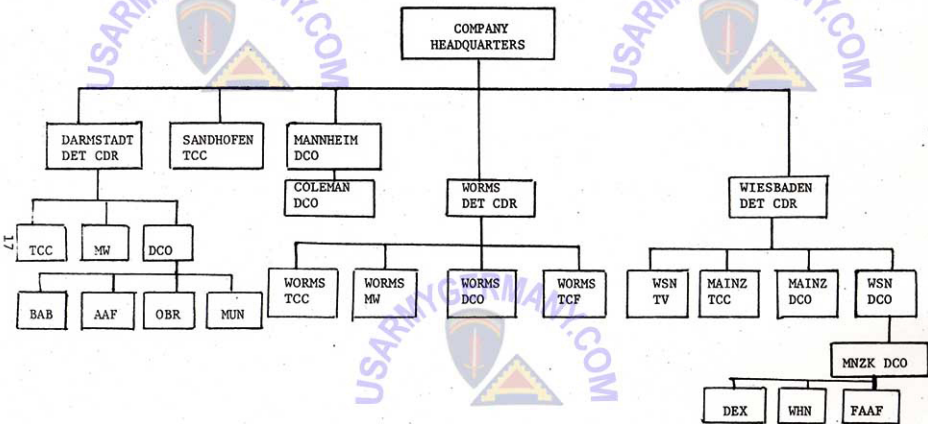 COMPANY
HEADQUARTERS
DARMSTADT
DET CDR
SANDHOFEN
TCC
MANNHEIM
DCO
COLEMAN
DCO
WORMS
DET CDR
WIESBADEN
DET CDR
TCC
MW
DCO
BAB
AAF
OBR
MUN
WORMS
TCC
WORMS
MW
WORMS
DCO
WORMS
TCF
WSN
TV
MAINZ
TCC
MAINZ
DCO
WSN
DCO
MNZK DCO
DEX
WHN
FAAF
17
USARMYGERMANY.COM
USARMYGERMANY.COM
USARMYGERMANY.COM